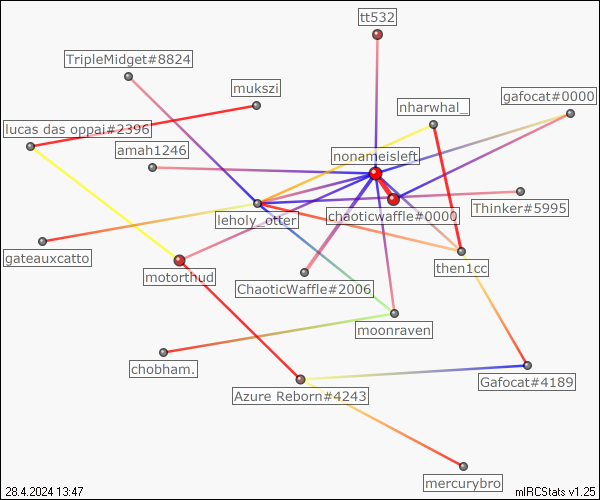 tt532
TripleMidget#8824
mukszi
gafocat#0000
nharwhal_
lucas das oppai#2396
amah1246
nonameisleft
Thinker#5995
chaoticwaffle#0000
leholy_otter
gateauxcatto
then1cc
motorthud
ChaoticWaffle#2006
moonraven
chobham.
Gafocat#4189
Azure Reborn#4243
mercurybro
28.4.2024 13:47
mIRCStats v1.25